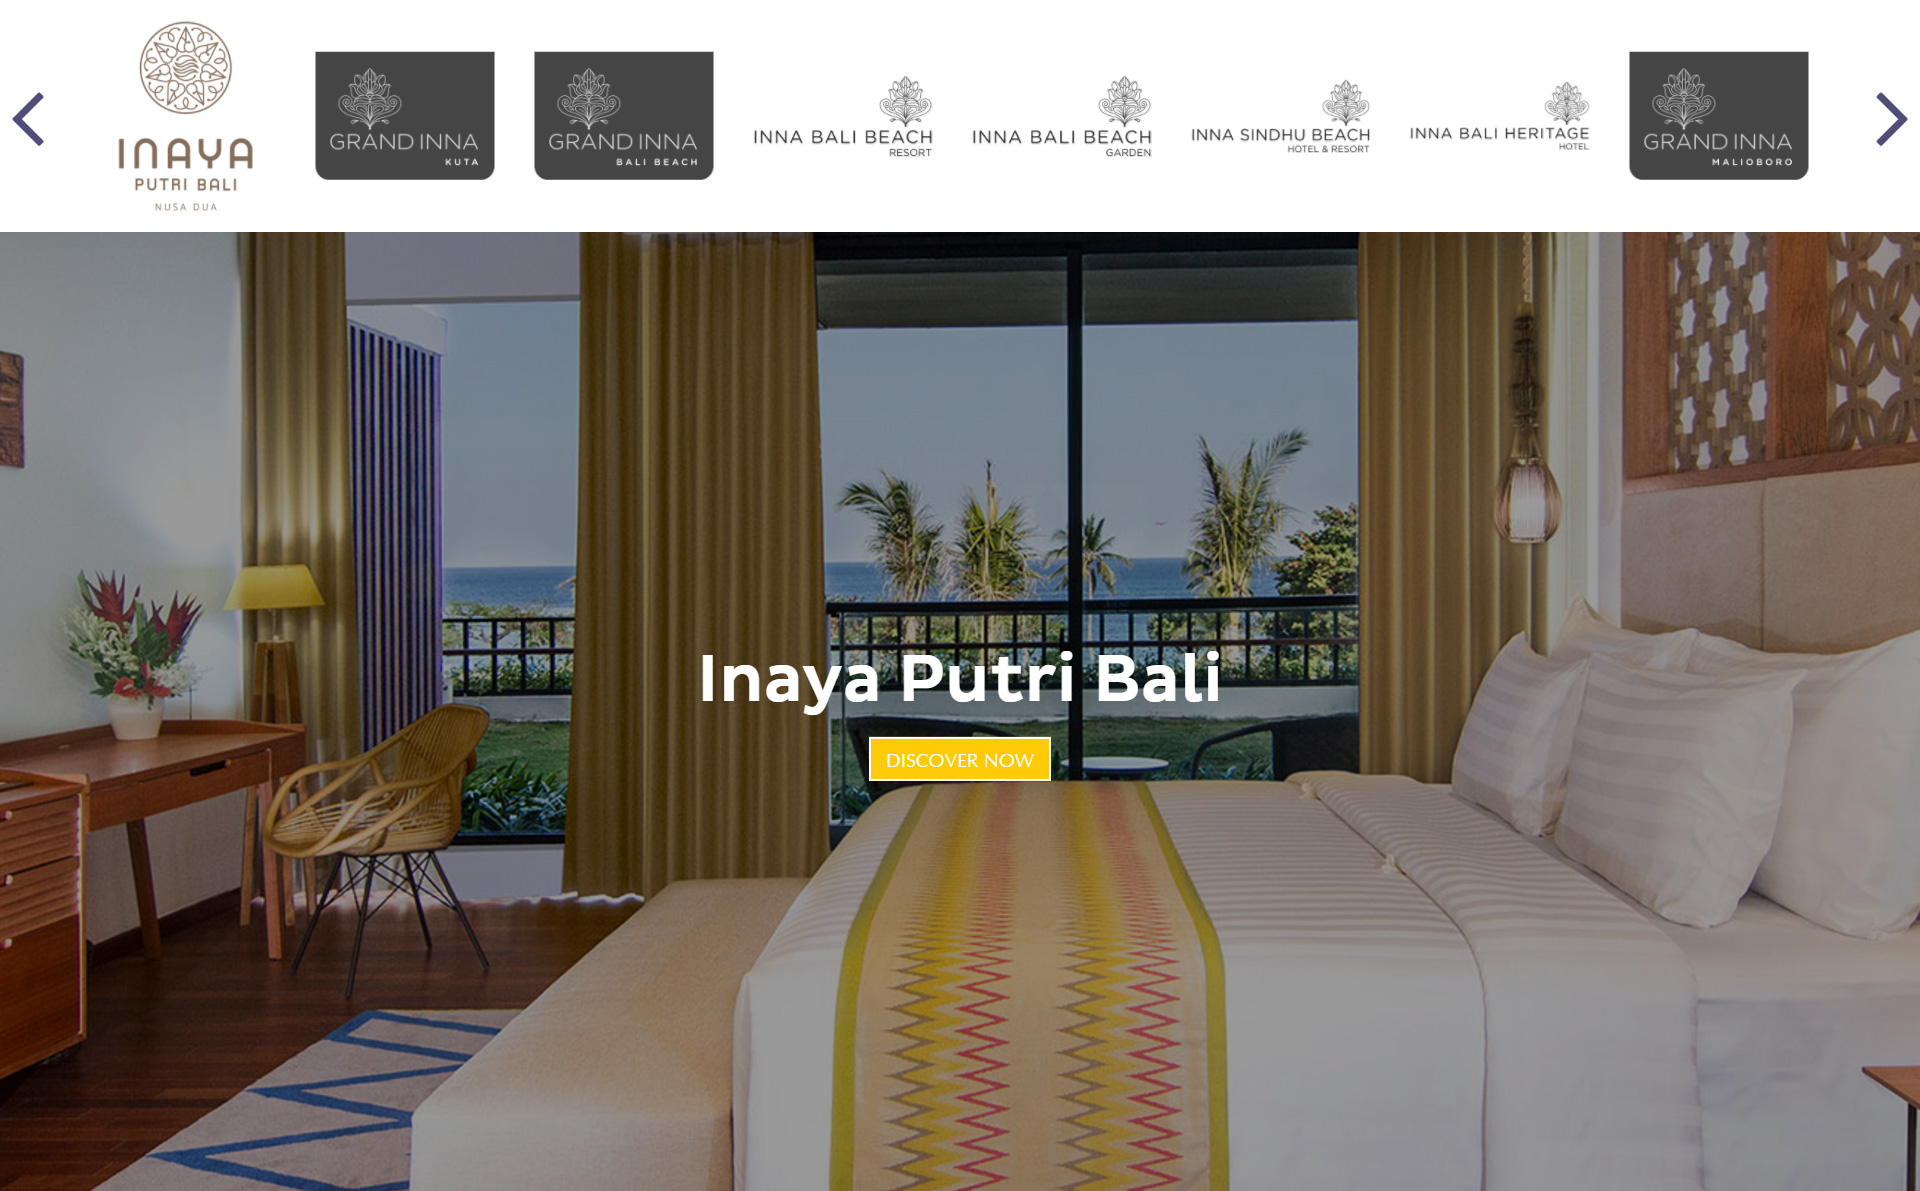 INAYA
PUTRI BALI
NUSA DUA
GRAND INNA
KUTA
GRAND INNA
BALI BEACH
INNA BALI BEACH
RESORT
INNA BALI BEACH
GARDEN
INNA SINDHU BEACH
HOTEL & RESORT
INNA BALI HERITAGE
HOTEL
GRAND INNA
MALIOBORO
Inaya Putri Bali
DISCOVER NOW